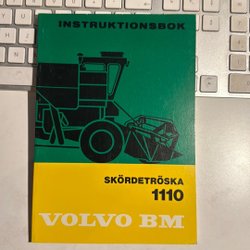 INSTRUKTIONSBOK
SKÖRDETRÖSKA
1110
VOLVO BM